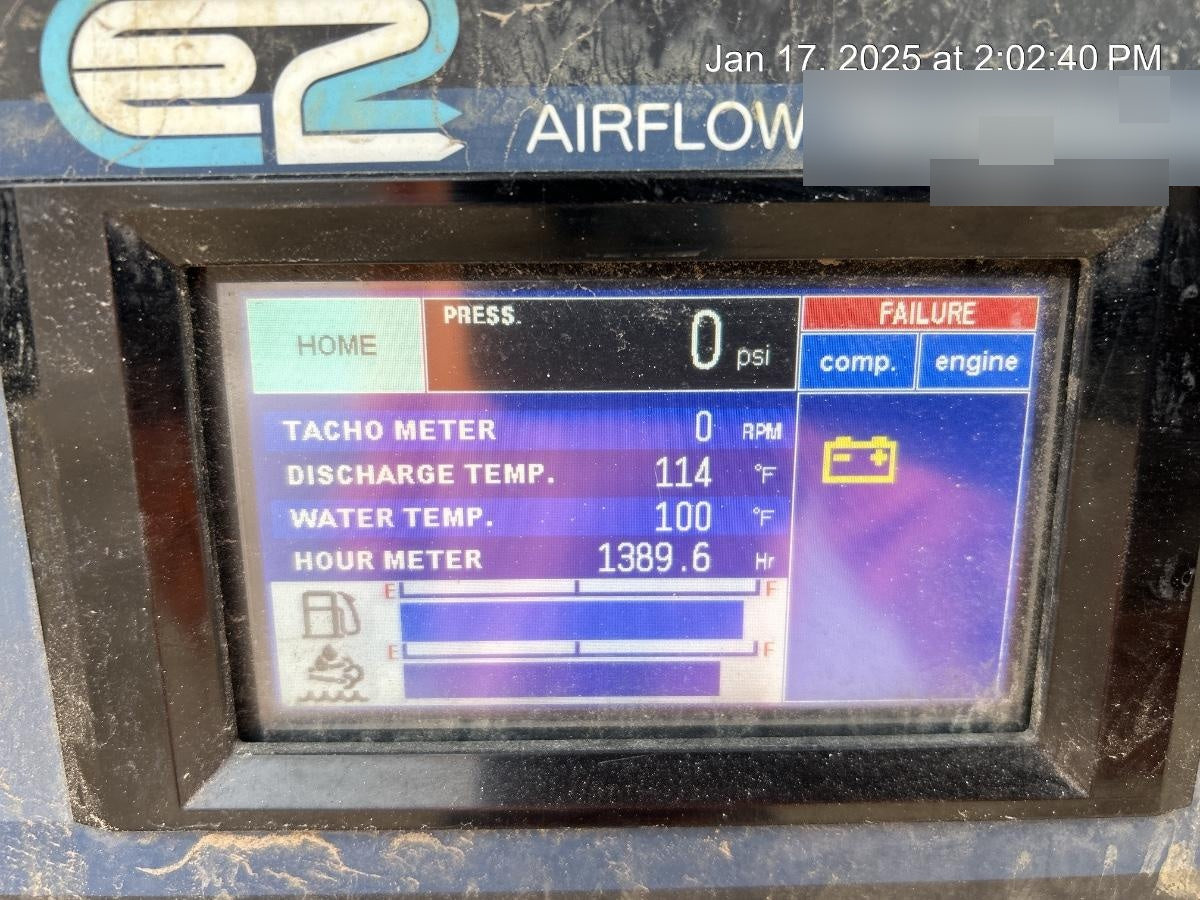 e2
Jan 17, 2025 at 2:02:40 PM
AIRFLOW
HOME
PRESS.
0 psi
FAILURE
comp. engine
TACHO METER 0 RPM
DISCHARGE TEMP. 114 °F
WATER TEMP. 100 °F
HOUR METER 1389.6 Hr
E F
E F